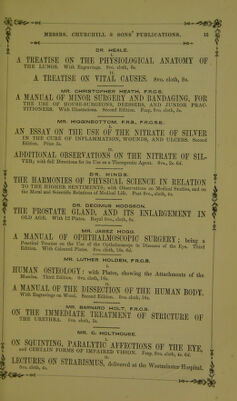 MESSRS. CHURCHILL & SONS' PUBLICATIONS. 15
DR. HEALE.
I.
A TREATISE ON THE PHYSIOLOGICAL ANATOMY OF
THE LUNGS. With Engravings. 8vo. cloth, 8s.
II.
A TREATISE ON VITAL CAUSES. 8vo. cloth, 9s.
MR. CHRISTOPHER HEATH, F.R.C.S.
A MANUAL OF MINOR SURGERY AND BANDAGING, FOR
THE USE OF HOUSE-SURGEONS, DRESSERS, AND JUNIOR PRAC-
TITIONERS. With Illustrations. Second Edition. Fcap. 8vo. cloth, 5s.
MR. HIGGINBOTTOM, F.R.S., F.R.C.S.E.
I.
AN ESSAY ON THE USE OF THE NITRATE OF SILVER
IN THE CURE OF INFLAMMATION, WOUNDS, AND ULCERS. Second
Edition. Price 5s.
II.
ADDITIONAL OBSERVATIONS ON THE NITRATE OF SIL-
VER; with full Directions for its Use as a Therapeutic Agent. 8vo., 2s. 6d.
DR. HINDS.
THE HARMONIES OF PHYSICAL SCIENCE IN RELATION
TO THE HIGHER SENTIMENTS; with Observations on Medical Studies, and on
the Moral and Scientific Relations of Medical Life. Post 8vo., cloth, 4s.
DR. DECIMUS HODGSON.
THE PROSTATE GLAND, AND ITS ENLARGEMENT IN
OLD AGE. With 12 Plates. Royal 8vo., cloth, 6s.
MR. JABEZ HOGG.
A MANUAL OF OPHTHALMOSCOPIC SURGERY; being a
Practical Treatise on the Use of the Ophthalmoscope in Diseases of the Eye. Third
Edition. With Coloured Plates. 8vo. cloth, 10s. 6d.
MR. LUTHER HOLDEN, F.R.C.S.
I.
HUMAN OSTEOLOGY: with Plates, showing the Attachments of the
Muscles. Third Edition. 8vo. cloth, 16s.
II.
A MANUAL OF THE DISSECTION OF THE HUMAN BODY.
With Engravings on Wood. Second Edition. 8vo. cloth, 16s.
MR. BARNARD HOLT, F.R.C.S.
ON THE IMMEDIATE TREATMENT OF STRICTURE OF
THE URETHRA. 8vo. cloth,
MR. C. HOLTHOUSE.
I.
ON SQUINTING, PARALYTIC AFFECTIONS OF THE EYE,
and CERTAIN FORMS OF IMPAIRED VISION. Fcap. 8vo. cloth, 4s. 6d.
II.
LECTURES ON STRABISMUS, delivered at the Westminster Hospital.
8vo. cloth, 4s.